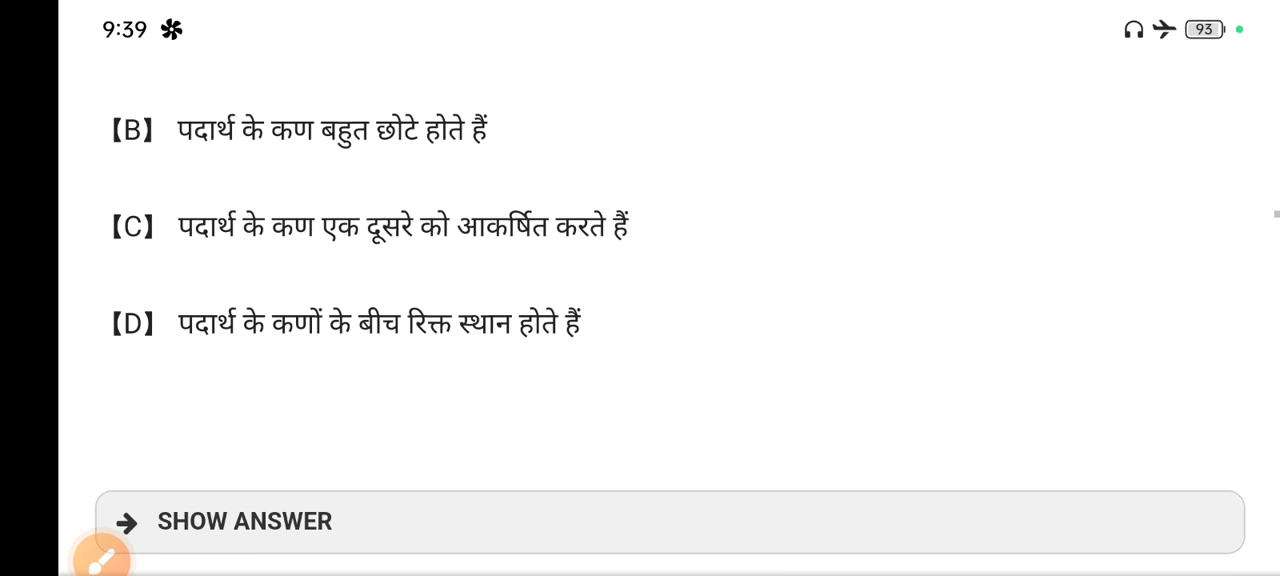 9:39
93
【B】 पदार्थ के कण बहुत छोटे होते हैं
【C】 पदार्थ के कण एक दूसरे को आकर्षित करते हैं
【D】 पदार्थ के कणों के बीच रिक्त स्थान होते हैं
SHOW ANSWER